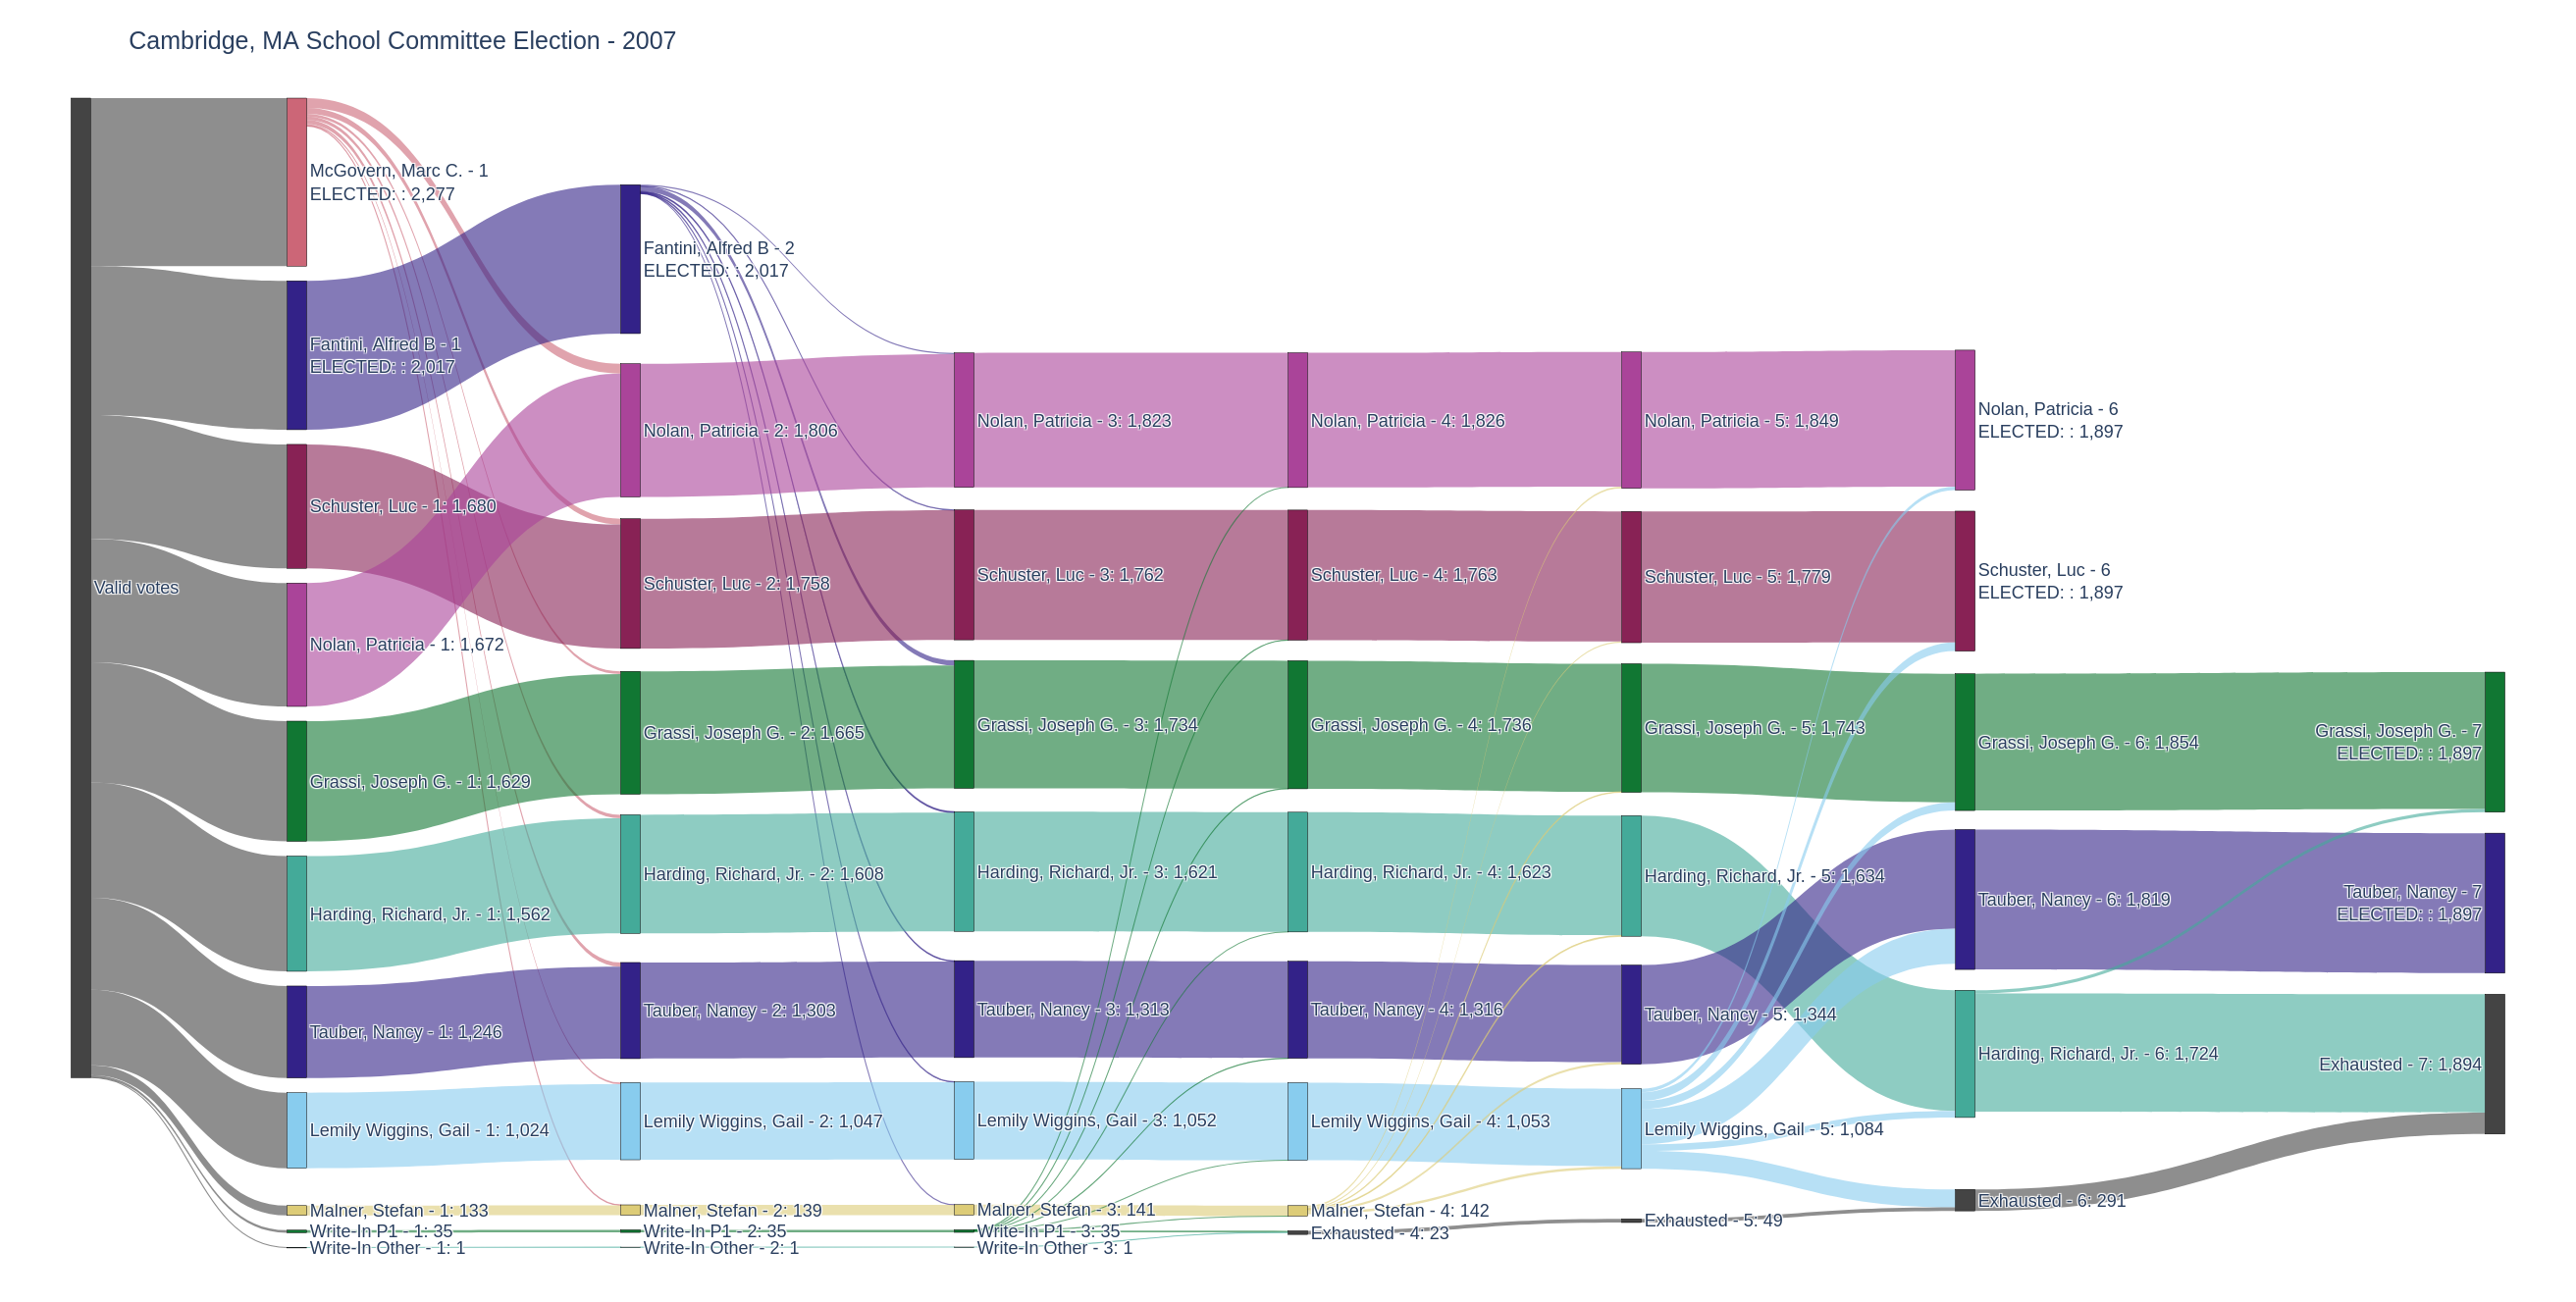 Cambridge, MA School Committee Election - 2007
Valid votes
McGovern, Marc C. - 1
ELECTED: : 2,277
Fantini, Alfred B - 1
ELECTED: : 2,017
Schuster, Luc - 1: 1,680
Nolan, Patricia - 1: 1,672
Grassi, Joseph G. - 1: 1,629
Harding, Richard, Jr. - 1: 1,562
Tauber, Nancy - 1: 1,246
Lemily Wiggins, Gail - 1: 1,024
Malner, Stefan - 1: 133
Write-In P1 - 1: 35
Write-In Other - 1: 1
Fantini, Alfred B - 2
ELECTED: : 2,017
Nolan, Patricia - 2: 1,806
Schuster, Luc - 2: 1,758
Grassi, Joseph G. - 2: 1,665
Harding, Richard, Jr. - 2: 1,608
Tauber, Nancy - 2: 1,303
Lemily Wiggins, Gail - 2: 1,047
Malner, Stefan - 2: 139
Write-In P1 - 2: 35
Write-In Other - 2: 1
Nolan, Patricia - 3: 1,823
Schuster, Luc - 3: 1,762
Grassi, Joseph G. - 3: 1,734
Harding, Richard, Jr. - 3: 1,621
Tauber, Nancy - 3: 1,313
Lemily Wiggins, Gail - 3: 1,052
Malner, Stefan - 3: 141
Write-In P1 - 3: 35
Write-In Other - 3: 1
Nolan, Patricia - 4: 1,826
Schuster, Luc - 4: 1,763
Grassi, Joseph G. - 4: 1,736
Harding, Richard, Jr. - 4: 1,623
Tauber, Nancy - 4: 1,316
Lemily Wiggins, Gail - 4: 1,053
Malner, Stefan - 4: 142
Exhausted - 4: 23
Nolan, Patricia - 5: 1,849
Schuster, Luc - 5: 1,779
Grassi, Joseph G. - 5: 1,743
Harding, Richard, Jr. - 5: 1,634
Tauber, Nancy - 5: 1,344
Lemily Wiggins, Gail - 5: 1,084
Exhausted - 5: 49
Nolan, Patricia - 6
ELECTED: : 1,897
Schuster, Luc - 6
ELECTED: : 1,897
Grassi, Joseph G. - 6: 1,854
Tauber, Nancy - 6: 1,819
Harding, Richard, Jr. - 6: 1,724
Exhausted - 6: 291
Grassi, Joseph G. - 7
ELECTED: : 1,897
Tauber, Nancy - 7
ELECTED: : 1,897
Exhausted - 7: 1,894